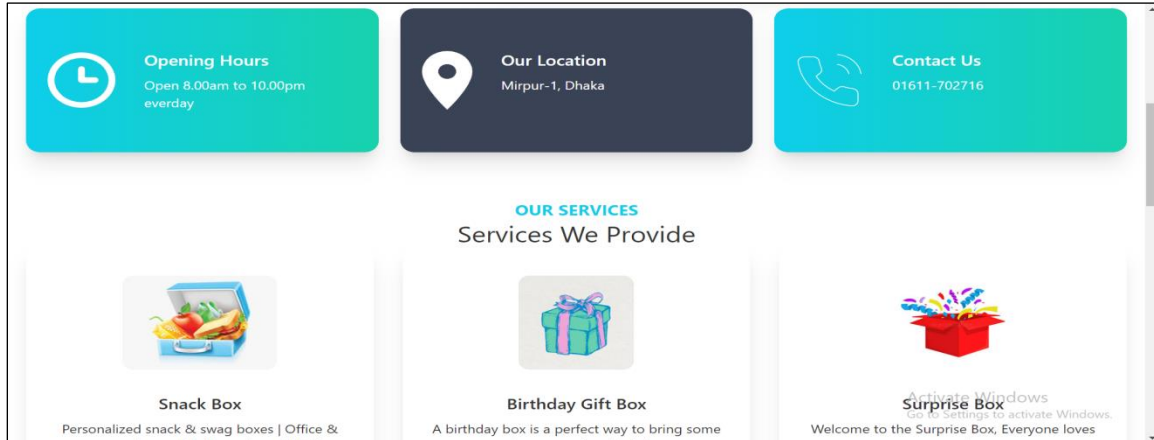 Opening Hours
Open 8.00am to 10.00pm
everday
Our Location
Mirpur-1, Dhaka
Contact Us
01611-702716
OUR SERVICES
Services We Provide
Snack Box
Personalized snack & swag boxes | Office &
Birthday Gift Box
A birthday box is a perfect way to bring some
Surprise Box
Welcome to the Surprise Box, Everyone loves
Activate Windows
Go to Settings to activate Windows.